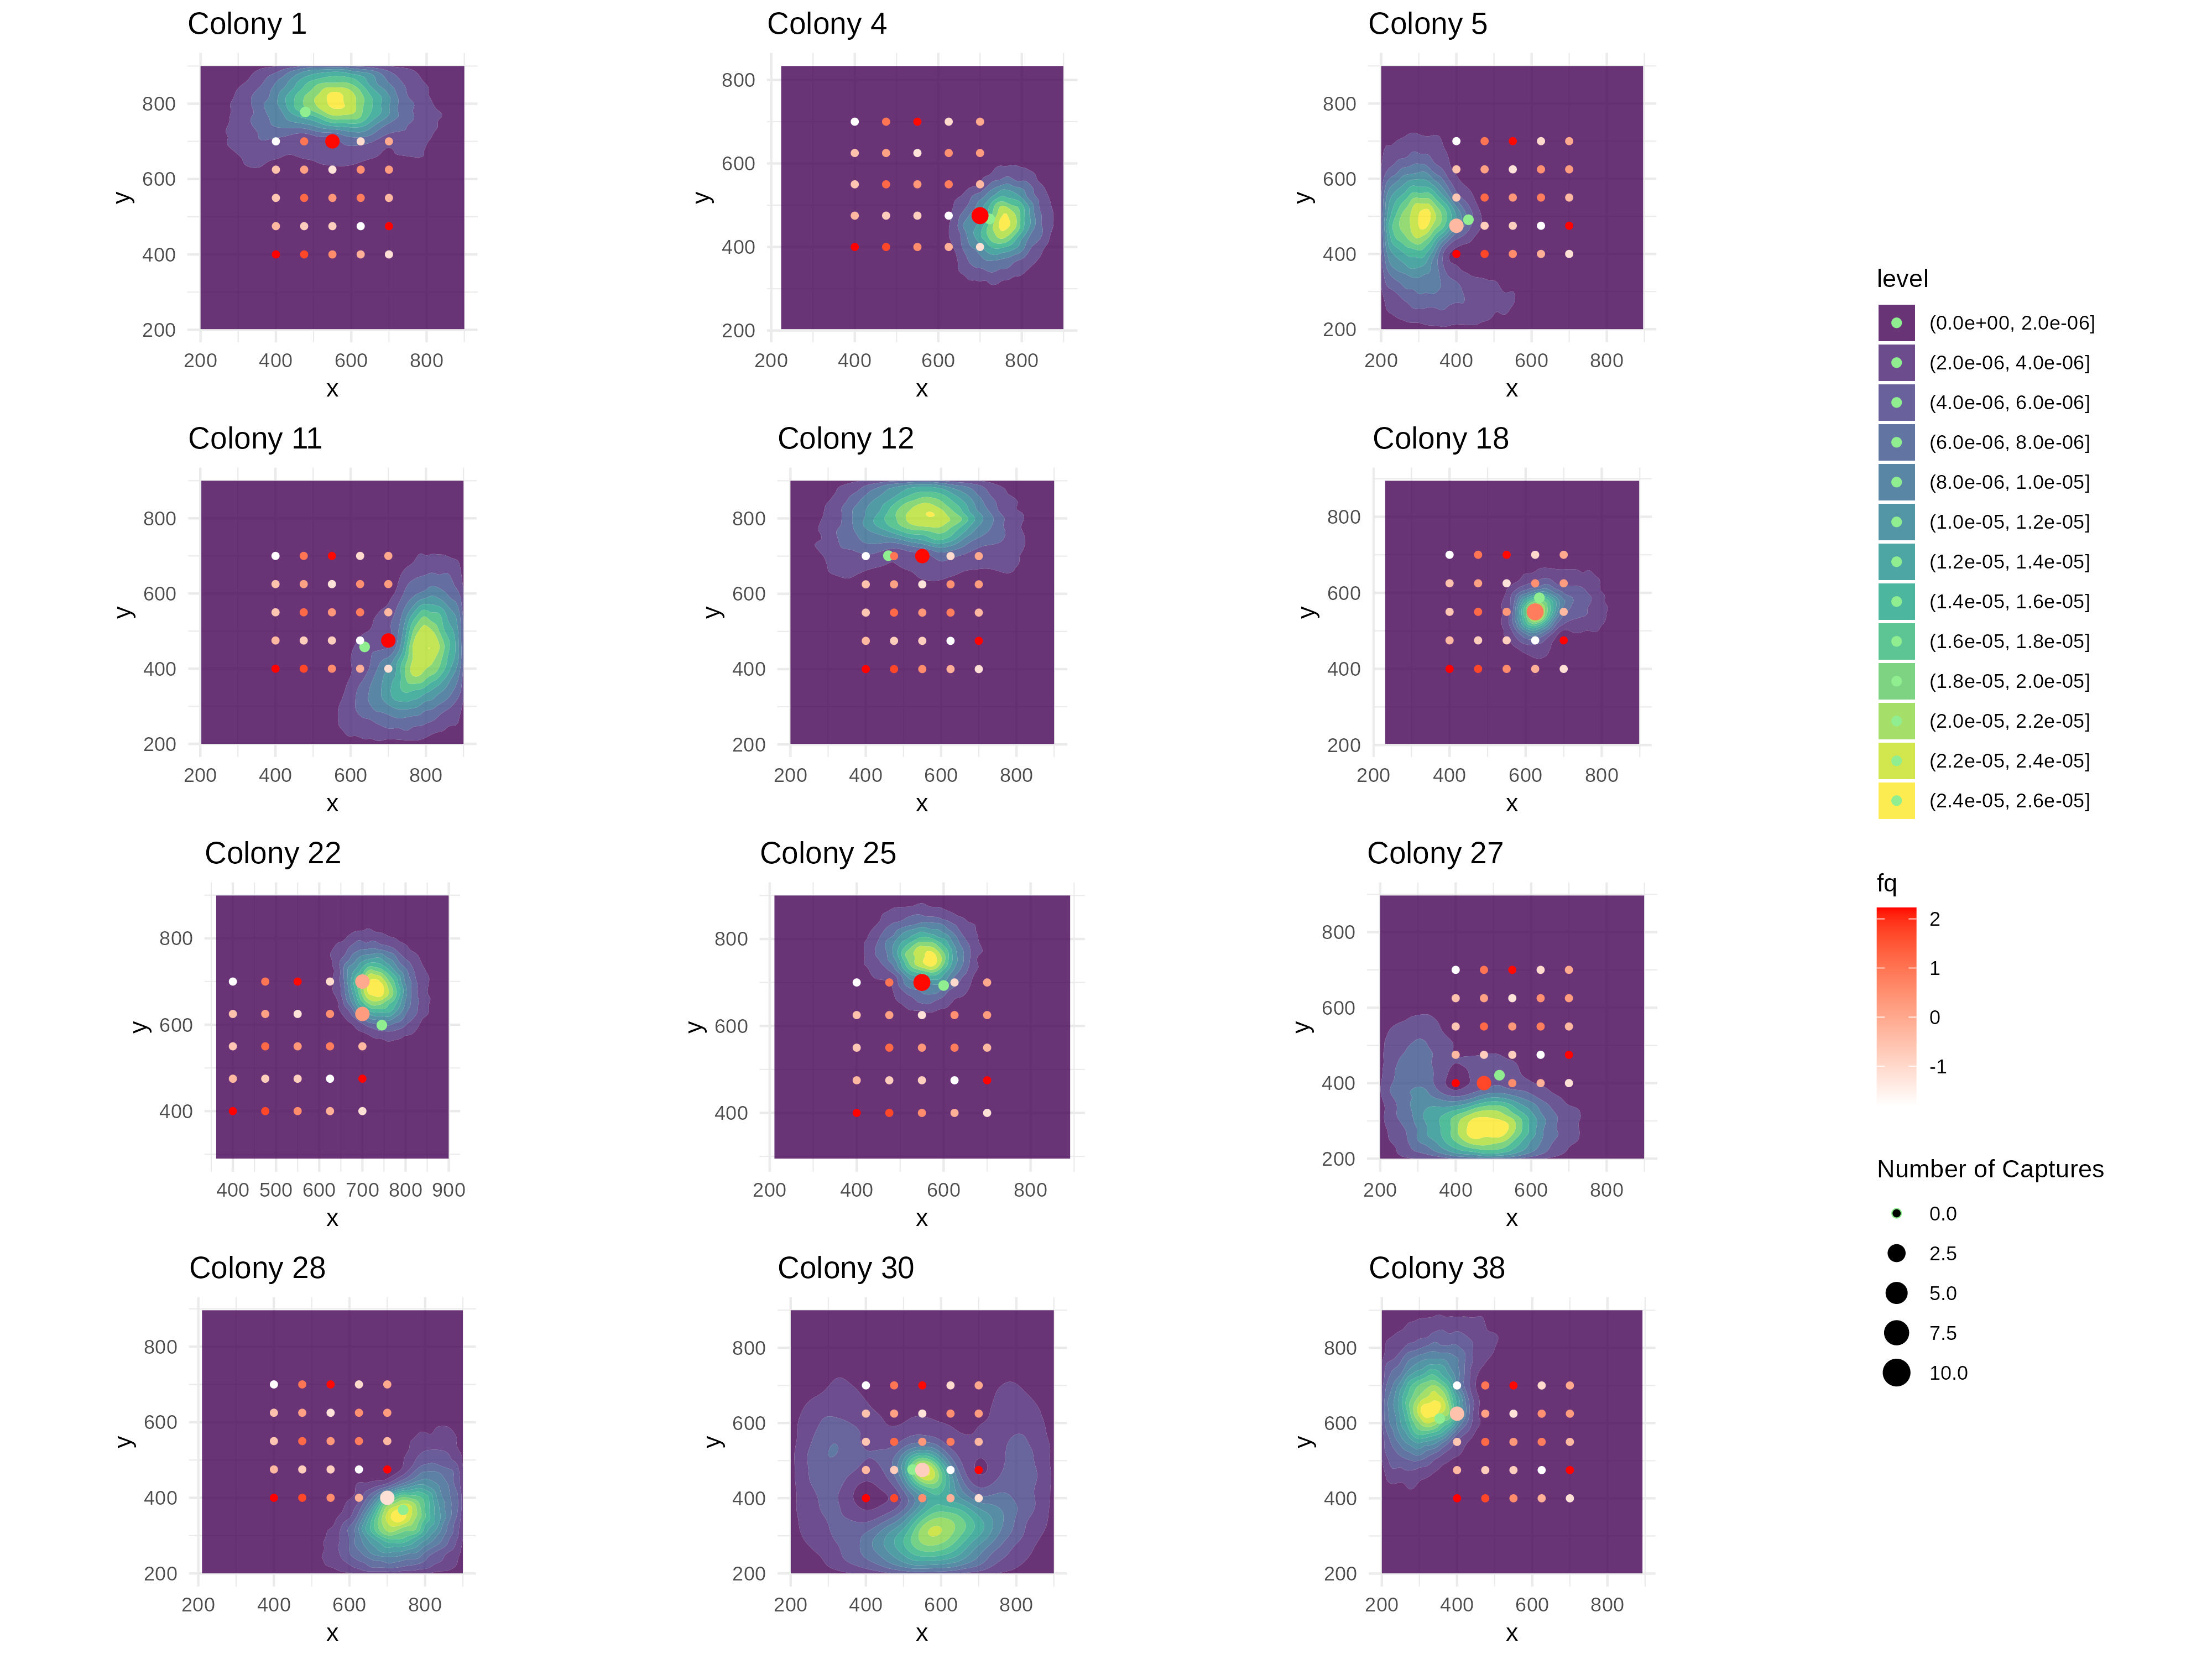 Colony 1
Colony 4
Colony 5
800
600
400
200
y
200 400 600 800
x
800
600
400
200
y
200 400 600 800
x
800
600
400
200
y
200 400 600 800
x
Colony 11
Colony 12
Colony 18
800
600
400
200
y
200 400 600 800
x
800
600
400
200
y
200 400 600 800
x
800
600
400
200
y
200 400 600 800
x
Colony 22
Colony 25
Colony 27
800
600
400
y
400 500 600 700 800 900
x
800
600
400
y
200 400 600 800
x
800
600
400
200
y
200 400 600 800
x
Colony 28
Colony 30
Colony 38
800
600
400
200
y
200 400 600 800
x
800
600
400
200
y
200 400 600 800
x
800
600
400
200
y
200 400 600 800
x
level
(0.0e+00, 2.0e-06]
(2.0e-06, 4.0e-06]
(4.0e-06, 6.0e-06]
(6.0e-06, 8.0e-06]
(8.0e-06, 1.0e-05]
(1.0e-05, 1.2e-05]
(1.2e-05, 1.4e-05]
(1.4e-05, 1.6e-05]
(1.6e-05, 1.8e-05]
(1.8e-05, 2.0e-05]
(2.0e-05, 2.2e-05]
(2.2e-05, 2.4e-05]
(2.4e-05, 2.6e-05]
fq
2
1
0
-1
Number of Captures
0.0
2.5
5.0
7.5
10.0